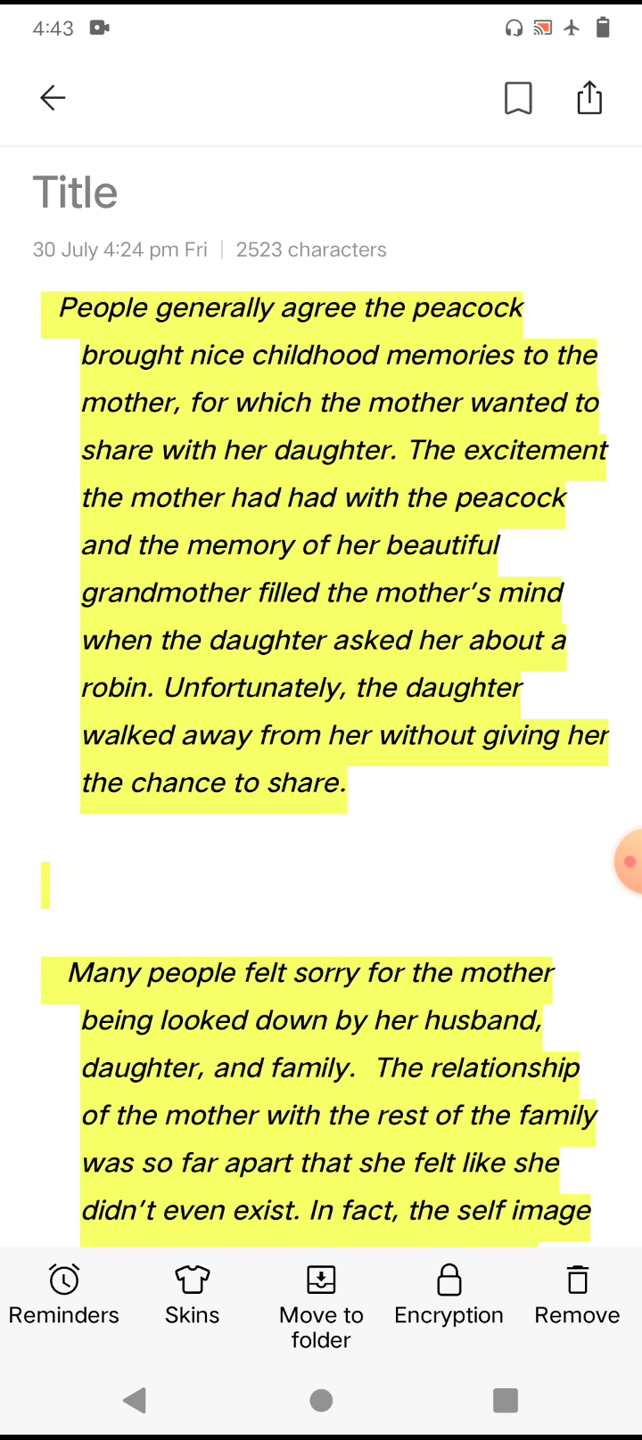 4:43
Title
30 July 4:24 pm Fri | 2523 characters
People generally agree the peacock
brought nice childhood memories to the
mother, for which the mother wanted to
share with her daughter. The excitement
the mother had had with the peacock
and the memory of her beautiful
grandmother filled the mother's mind
when the daughter asked her about a
robin. Unfortunately, the daughter
walked away from her without giving her
the chance to share.
Many people felt sorry for the mother
being looked down by her husband,
daughter, and family. The relationship
of the mother with the rest of the family
was so far apart that she felt like she
didn't even exist. In fact, the self image
Reminders Skins Move to folder Encryption Remove